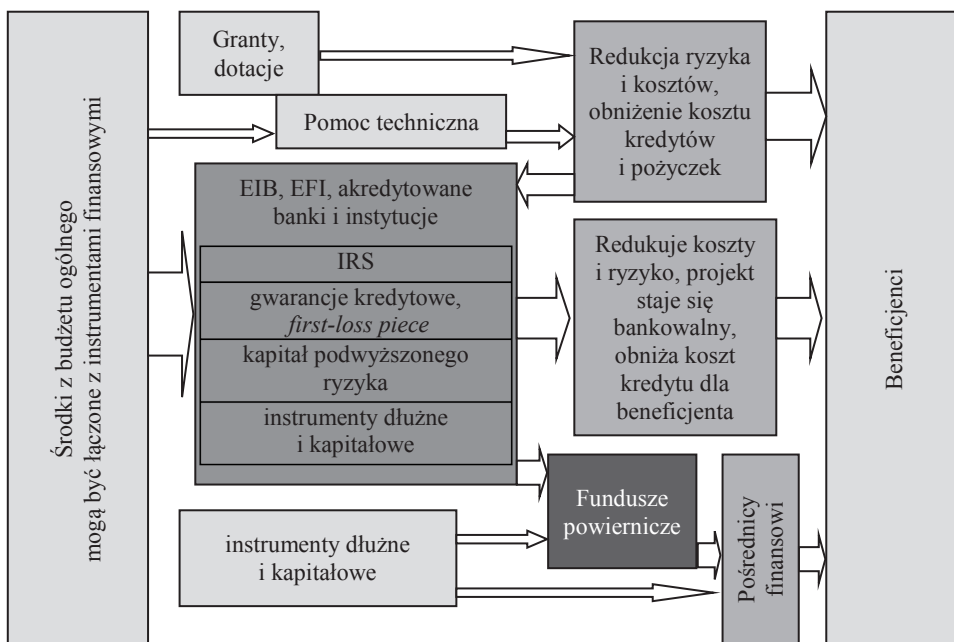 Środki z budżetu ogólnego
mogą być łączone z instrumentami finansowymi
Granty,
dotacje
Pomoc techniczna
Redukcja ryzyka
i kosztów,
obniżenie kosztu
kredytów
i pożyczek
EIB, EFI, akredytowane
banki i instytucje
IRS
gwarancje kredytowe,
first-loss piece
kapitał podwyższonego
ryzyka
instrumenty dłużne
i kapitałowe
Redukuje koszty
i ryzyko, projekt
staje się
bankowalny,
obniża koszt
kredytu dla
beneficjenta
Fundusze
powiernicze
instrumenty dłużne
i kapitałowe
Pośrednicy
finansowi
Beneficjenci